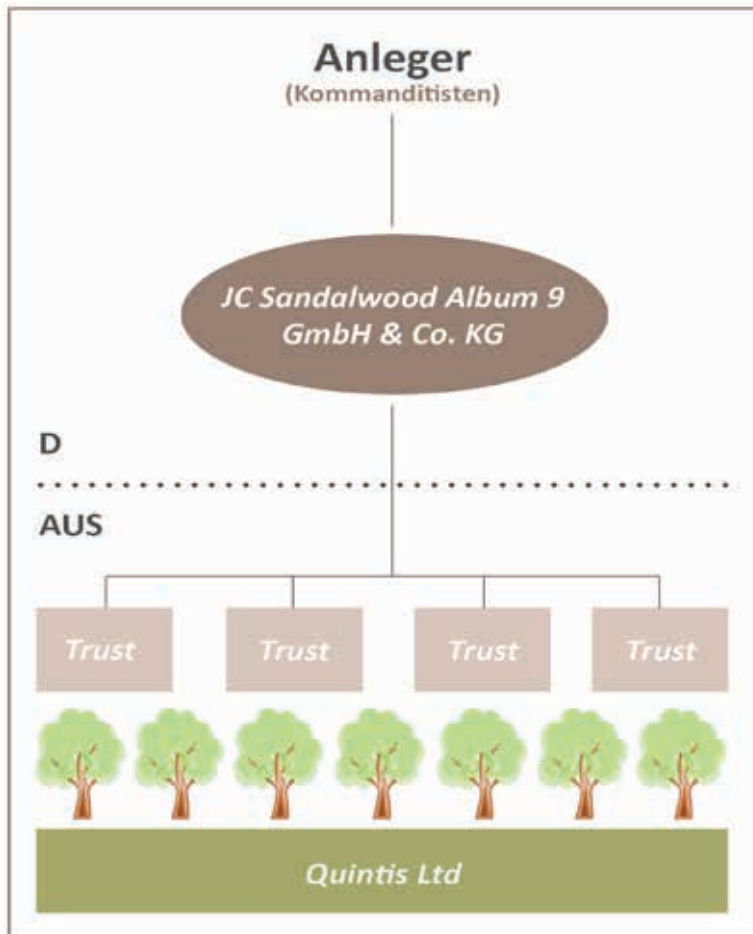 Anleger
(Kommanditisten)
JC Sandalwood Album 9
GmbH & Co. KG
D
AUS
Trust Trust Trust Trust
Quintis Ltd